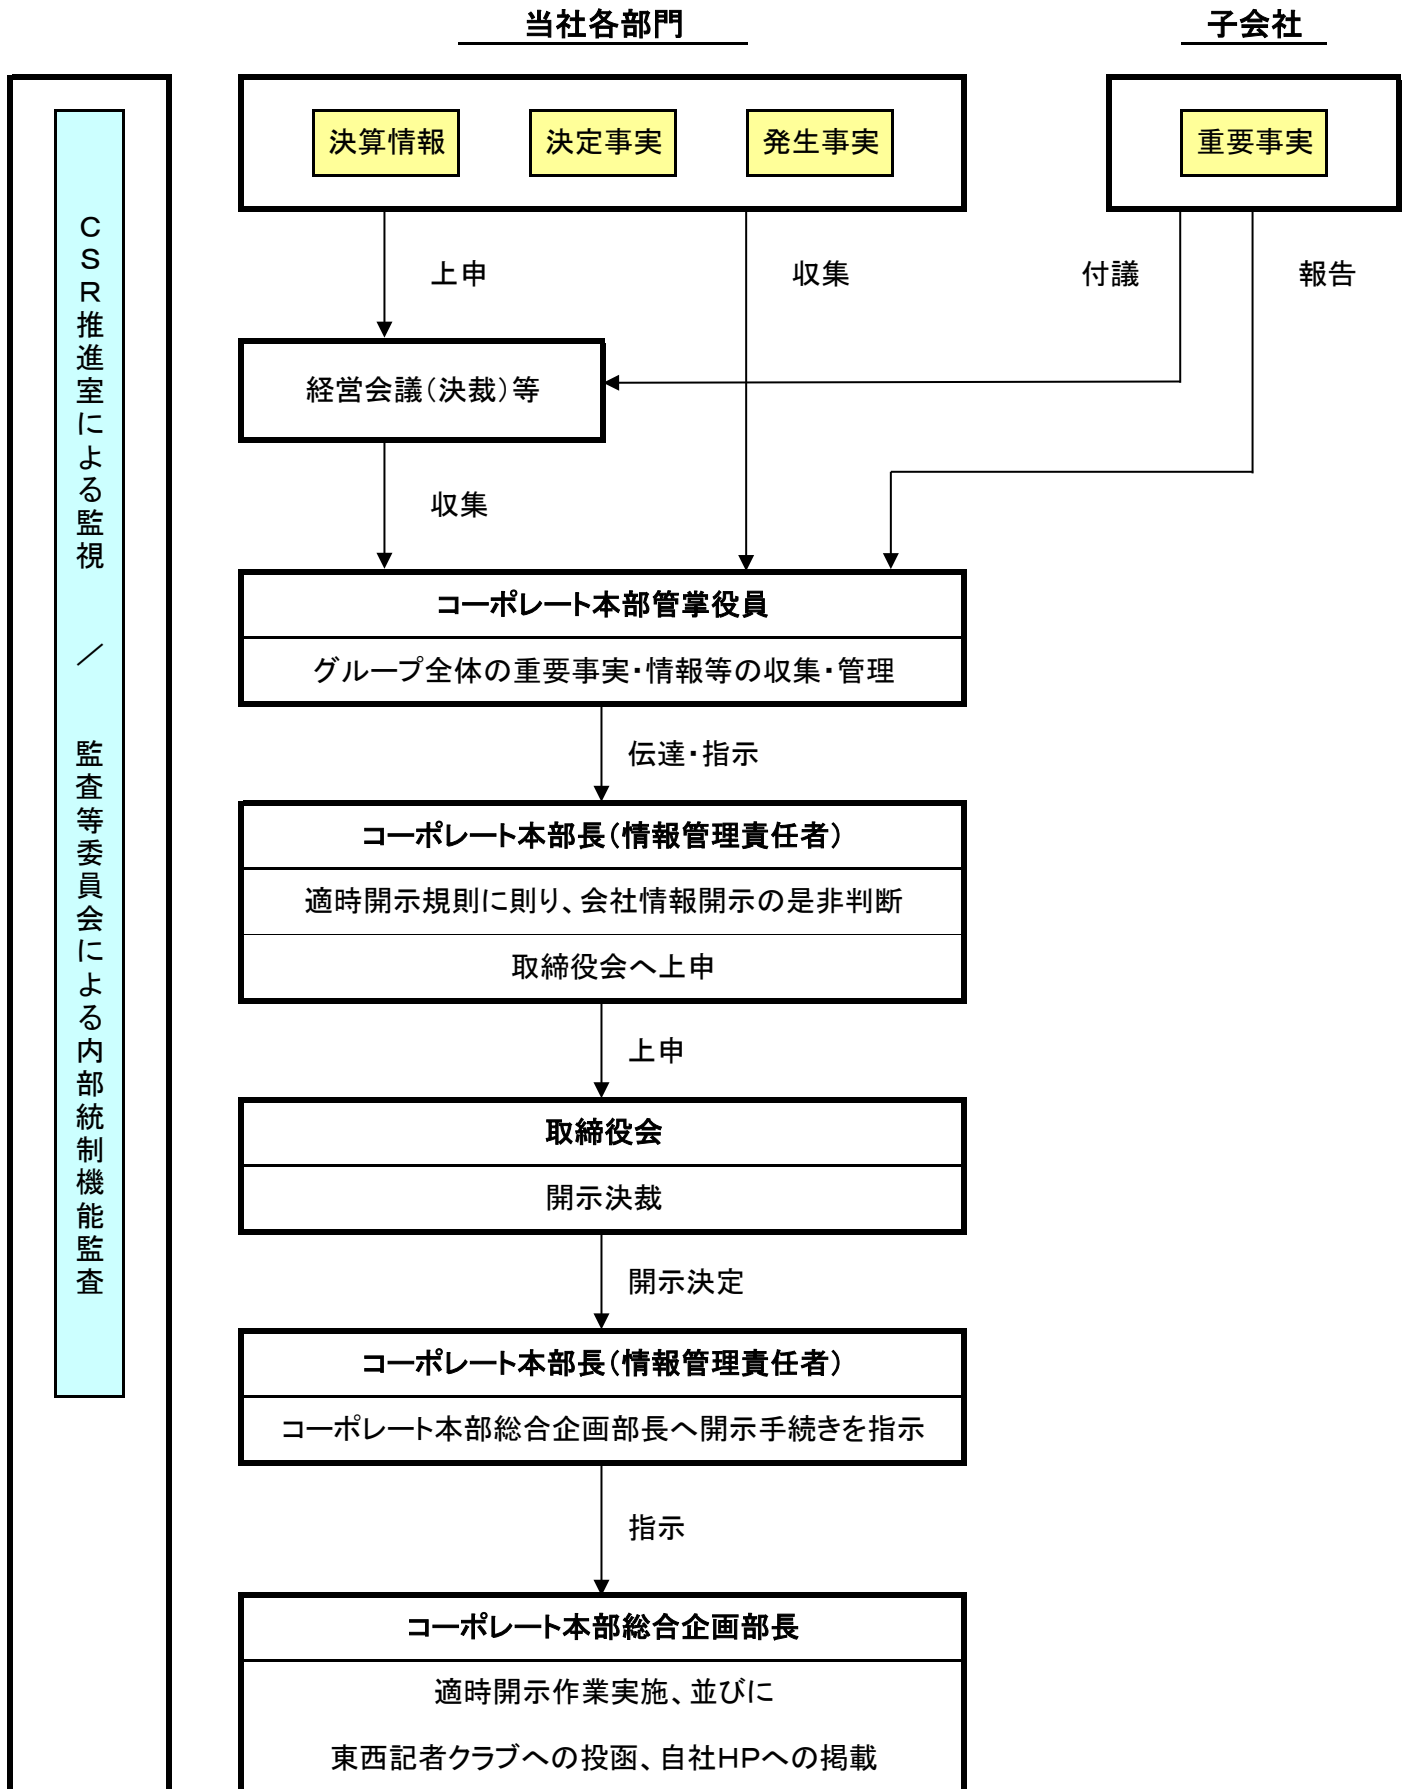 当社各部門
子会社
決算情報
決定事実
発生事実
重要事実
CSR推進室による監視 ／ 監査等委員会による内部統制機能監査
上申
収集
付議
報告
経営会議（決裁）等
収集
コーポレート本部管掌役員
グループ全体の重要事実・情報等の収集・管理
伝達・指示
コーポレート本部長（情報管理責任者）
適時開示規則に則り、会社情報開示の是非判断
取締役会へ上申
上申
取締役会
開示決裁
開示決定
コーポレート本部長（情報管理責任者）
コーポレート本部総合企画部長へ開示手続きを指示
指示
コーポレート本部総合企画部長
適時開示作業実施、並びに
東西記者クラブへの投函、自社HPへの掲載